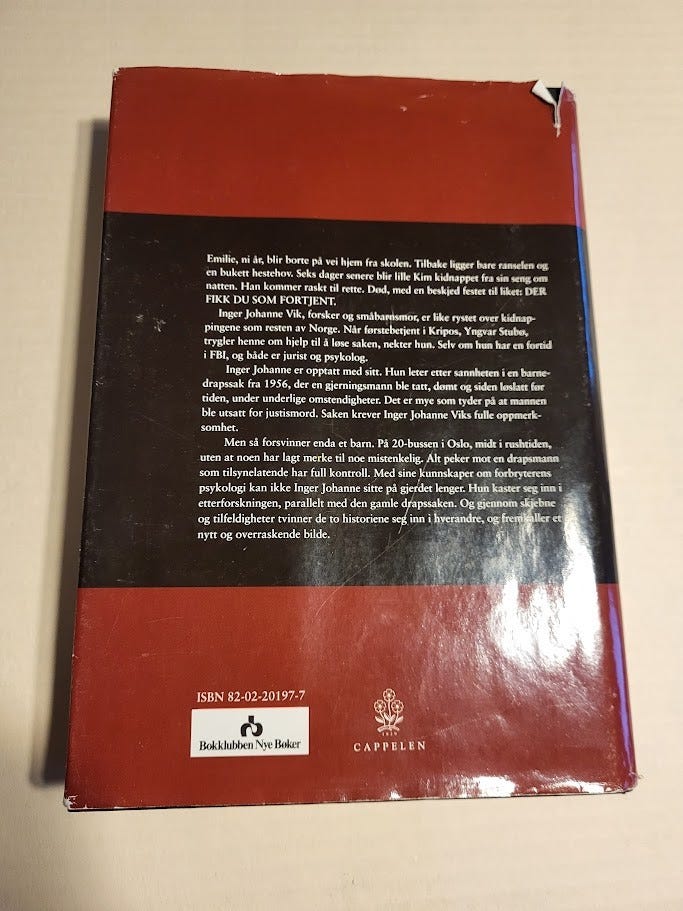 Emilie, ni år, blir borte på vei hjem fra skolen. Tilbake ligger bare ranselen og
en bukett hestehov. Seks dager senere blir lille Kim kidnappet fra sin seng om
natten. Han kommer raskt til rette. Død, med en beskjed festet til liket: DER
FIKK DU SOM FORTJENT.
Inger Johanne Vik, forsker og småbarnsmor, er like rystet over kidnap-
pingene som resten av Norge. Når førstebetjent i Kripos, Yngvar Stubø,
trygler henne om hjelp til å løse saken, nekter hun. Selv om hun har en fortid
i FBI, og både er jurist og psykolog.
Inger Johanne er opptatt med sitt. Hun leter etter sannheten i en barne-
drapssak fra 1956, der en gjerningsmann ble tatt, dømt og siden løslatt før
tiden, under underlige omstendigheter. Det er mye som tyder på at mannen
ble utsatt for justismord. Saken krever Inger Johanne Viks fulle oppmerk-
somhet.
Men så forsvinner enda et barn. På 20-bussen i Oslo, midt i rushtiden,
uten at noen har lagt merke til noe mistenkelig. Alt peker mot en drapsmann
som tilsynelatende har full kontroll. Med sine kunnskaper om forbryterens
psykologi kan ikke Inger Johanne sitte på gjerdet lenger. Hun kaster seg inn i
etterforskningen, parallelt med den gamle drapssaken. Og gjennom skjebne
og tilfeldigheter tvinner de to historiene seg inn i hverandre, og fremkaller et
nytt og overraskende bilde.
ISBN 82-02-20197-7
Bokklubben Nye Bøker
1829
CAPPELEN